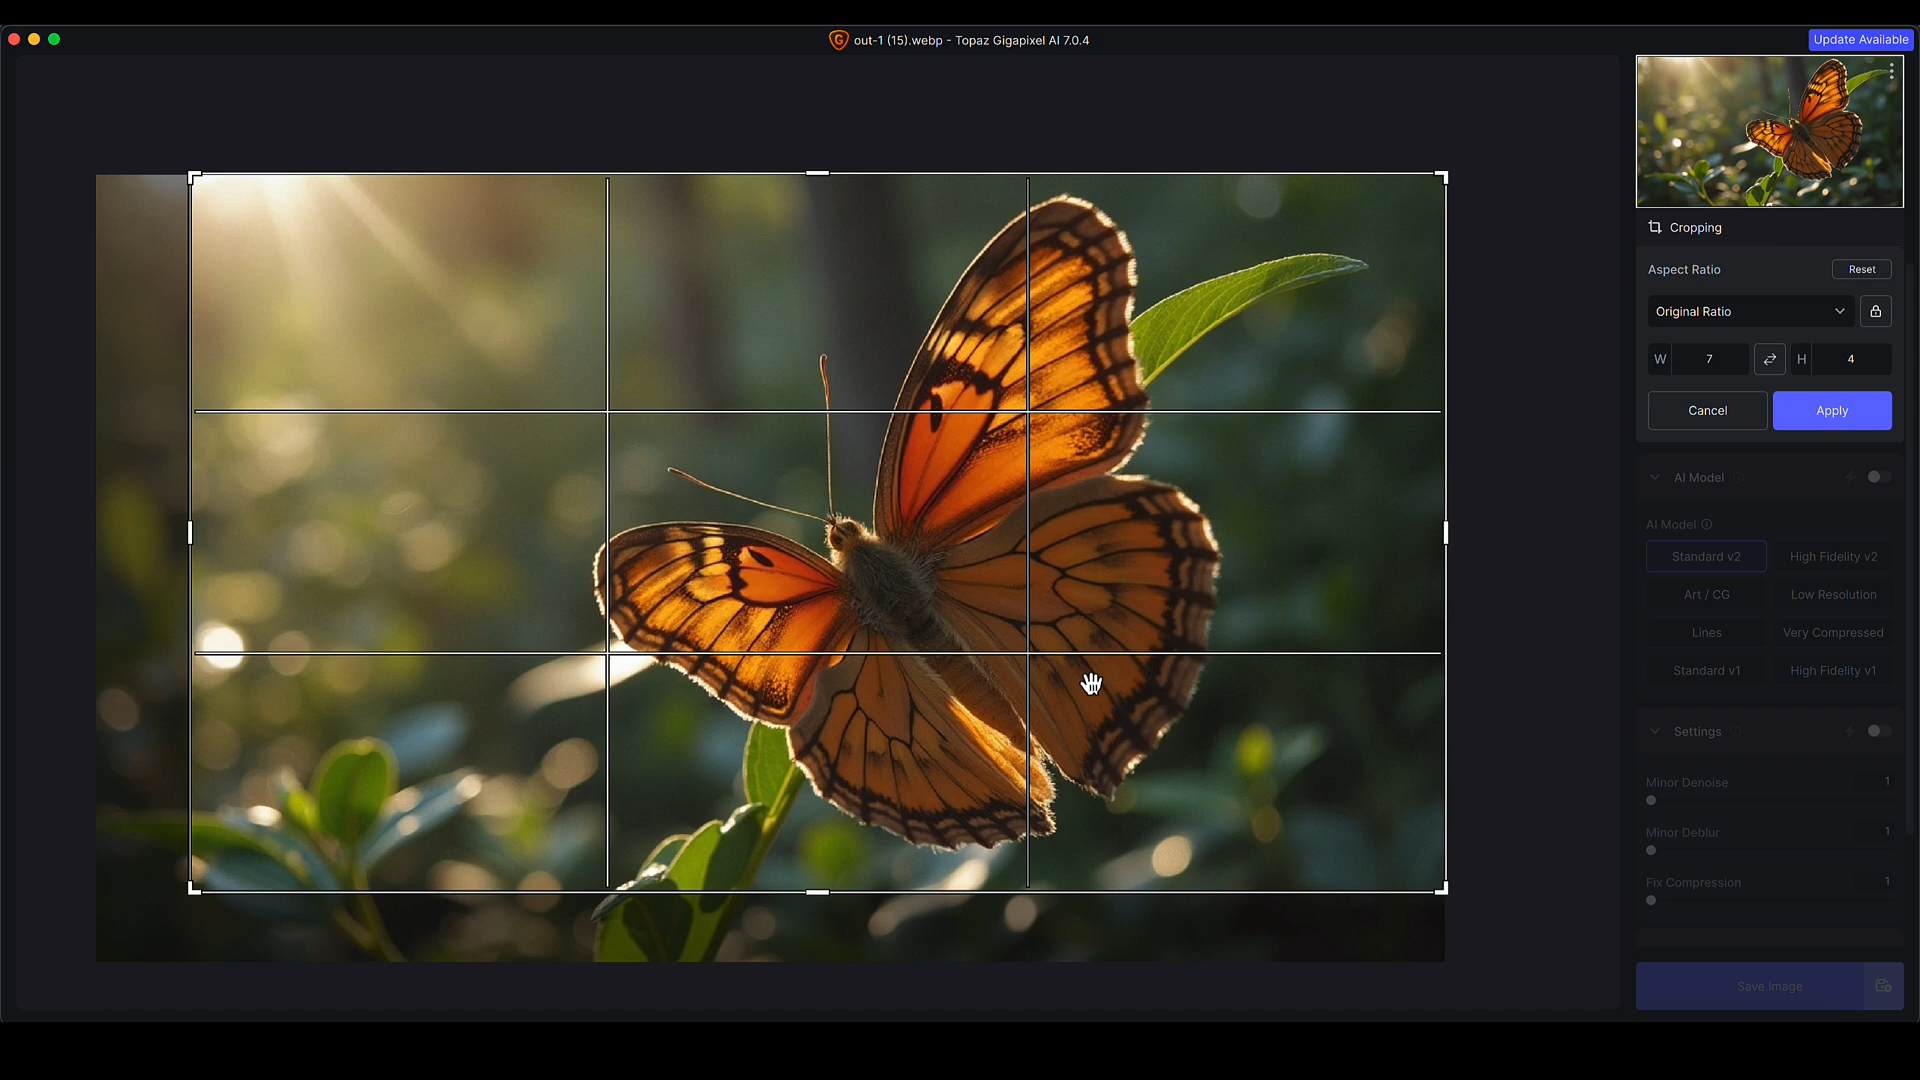 out-1 (15).webp - Topaz Gigapixel AI 7.0.4
Update Available
Cropping
Aspect Ratio
Reset
Original Ratio
W 7
H 4
Cancel
Apply
AI Model
AI Model
Standard v2
High Fidelity v2
Art / CG
Low Resolution
Lines
Very Compressed
Standard v1
High Fidelity v1
Settings
Minor Denoise 1
Minor Deblur 1
Fix Compression 1
Save Image